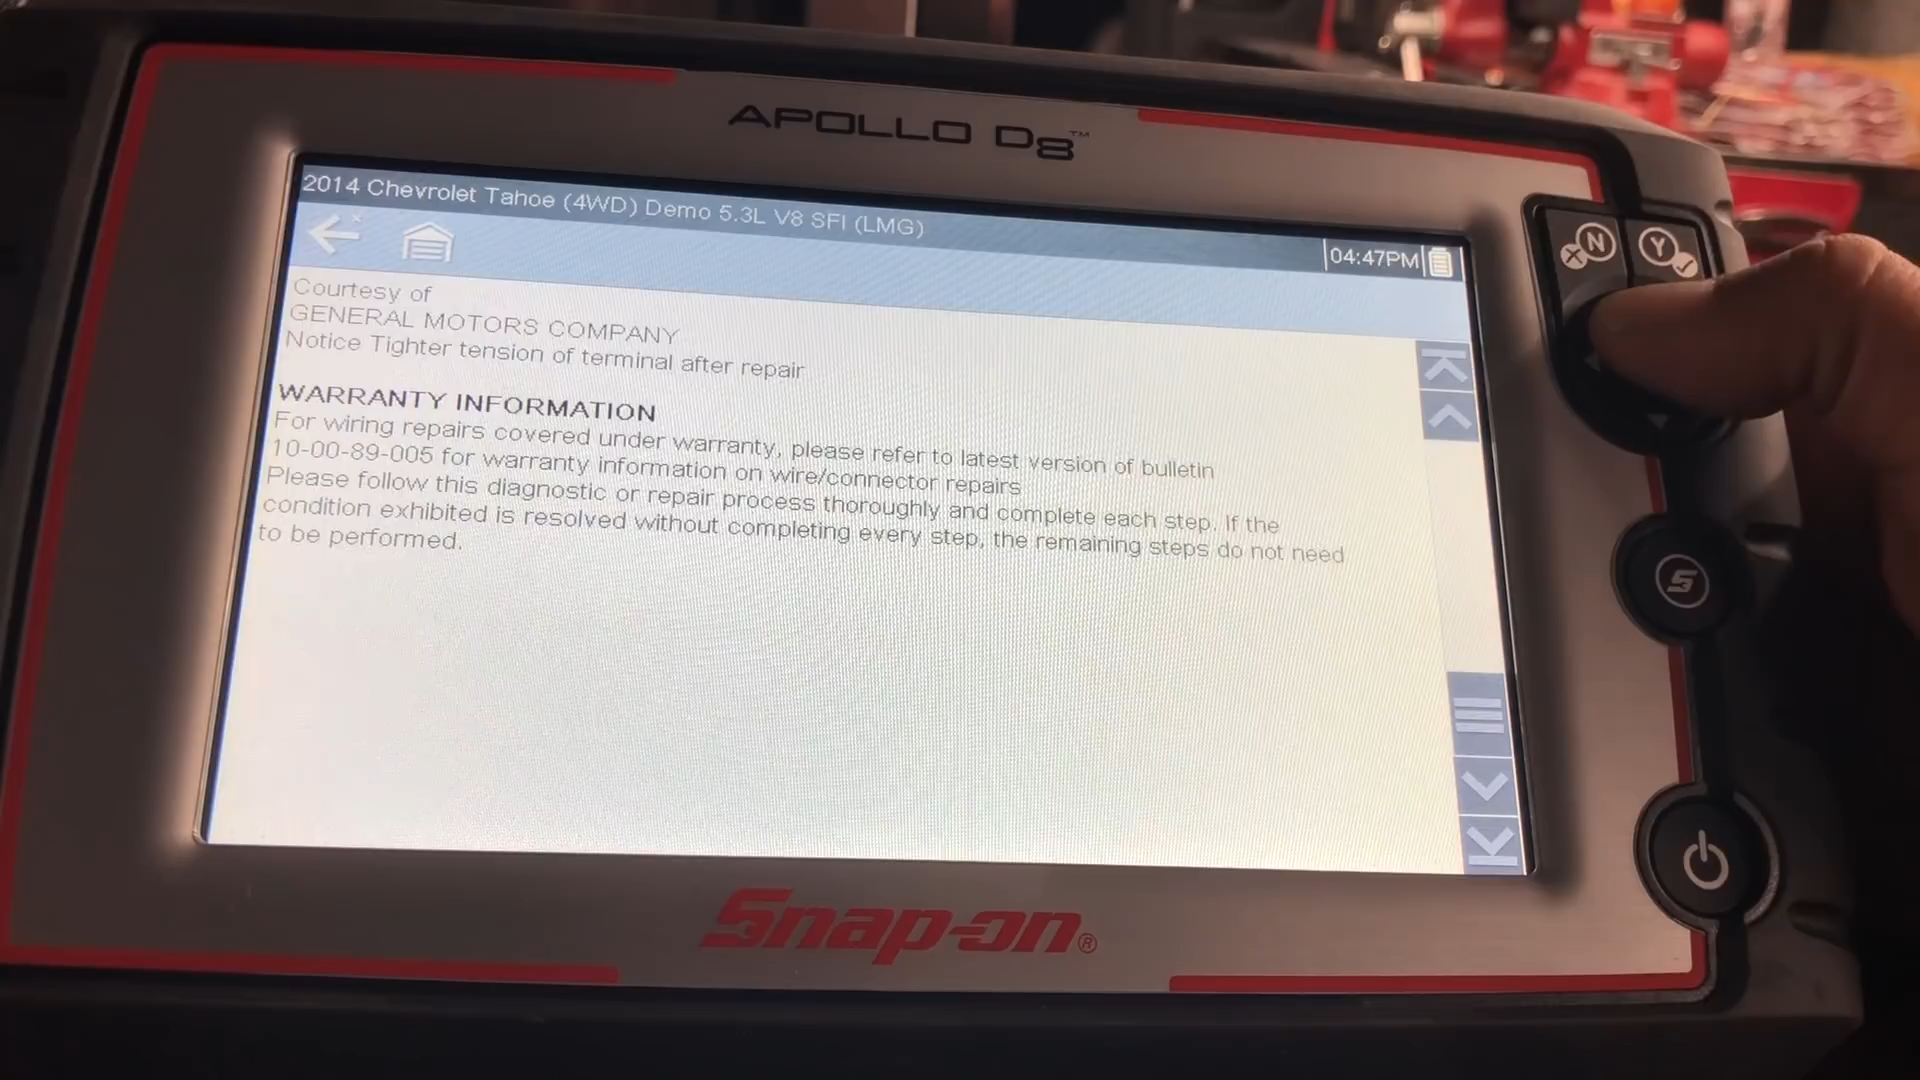 APOLLO D8™
2014 Chevrolet Tahoe (4WD) Demo 5.3L V8 SFI (LMG)
04:47PM
Courtesy of
GENERAL MOTORS COMPANY
Notice Tighter tension of terminal after repair
WARRANTY INFORMATION
For wiring repairs covered under warranty, please refer to latest version of bulletin
10-00-89-005 for warranty information on wire/connector repairs
Please follow this diagnostic or repair process thoroughly and complete each step. If the
condition exhibited is resolved without completing every step, the remaining steps do not need
to be performed.
N
Y
S
Snap-on®